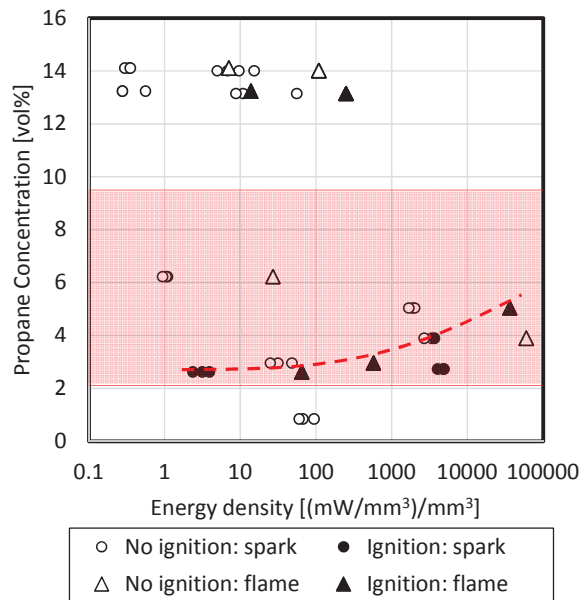 16
14
12
10
8
6
4
2
0
Propane Concentration [vol%]
0.1 1 10 100 1000 10000 100000
Energy density [(mW/mm³)/mm³]
No ignition: spark Ignition: spark
No ignition: flame Ignition: flame